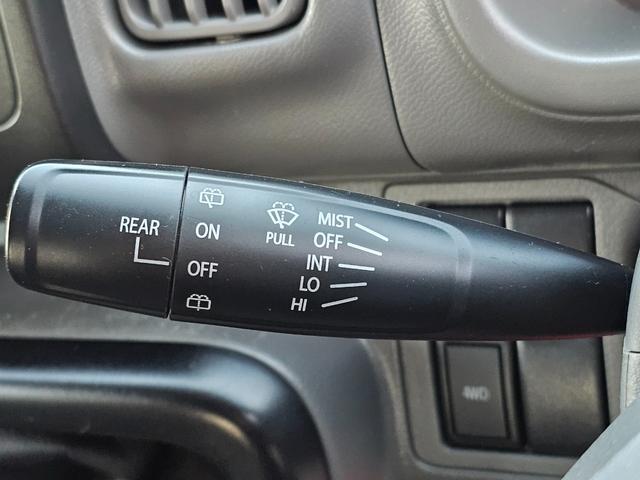 REAR
ON
OFF
PULL
MIST
OFF
INT
LO
HI
4WD